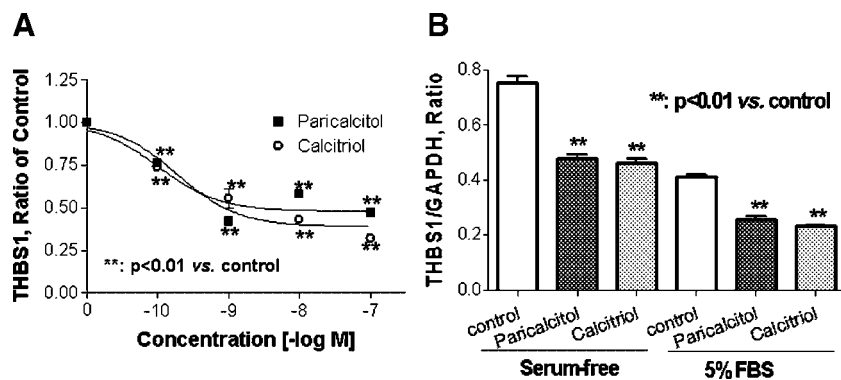 A
THBS1, Ratio of Control
1.25
1.00
0.75
0.50
0.25
0.00
Paricalcitol
Calcitriol
**
**
**
**
**
**
**
**
**: p<0.01 vs. control
0
-10
-9
-8
-7
Concentration [-log M]
B
THBS1/GAPDH, Ratio
0.8
0.6
0.4
0.2
0.0
**: p<0.01 vs. control
**
**
**
**
control
Paricalcitol
Calcitriol
control
Paricalcitol
Calcitriol
Serum-free
5% FBS